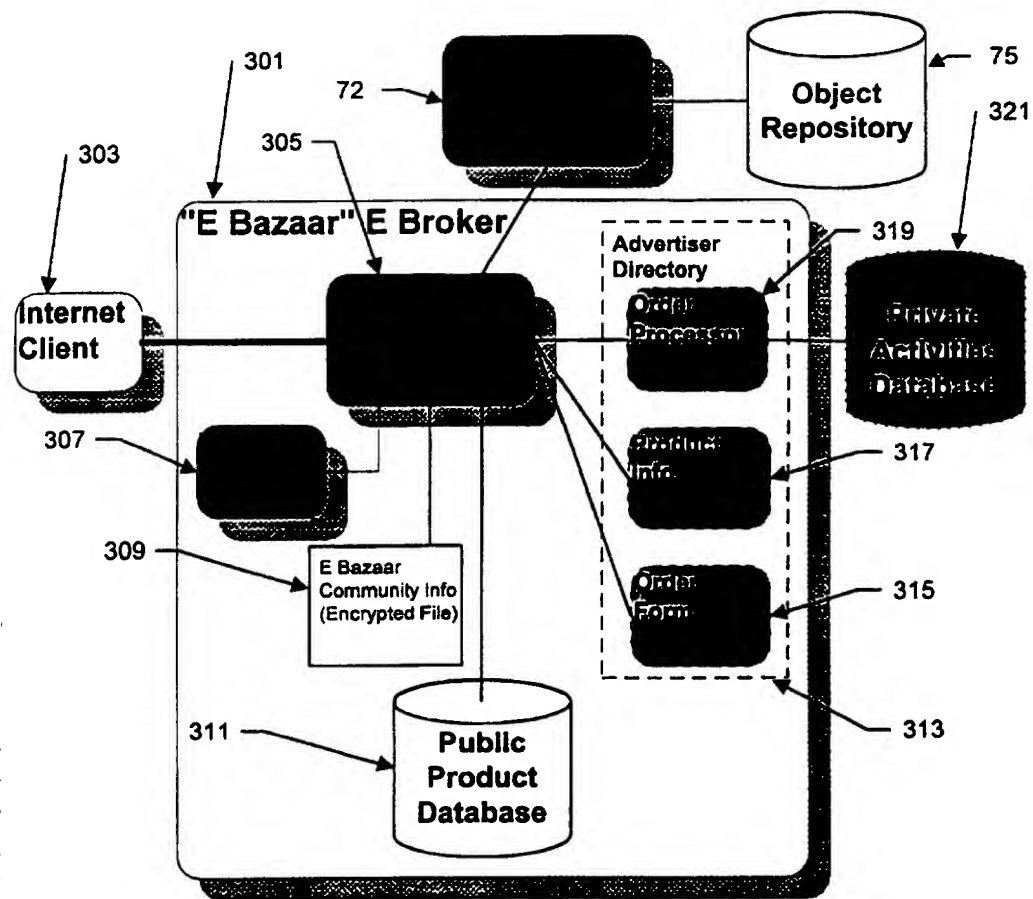 301
75
72
Object
Repository
321
303
305
"E Bazaar" E Broker
319
Advertiser
Directory
Internet
Client
Order
Processor
Private
Activities
Database
307
Product
Info.
317
309
E Bazaar
Community Info
(Encrypted File)
Order
Form
315
311
Public
Product
Database
313